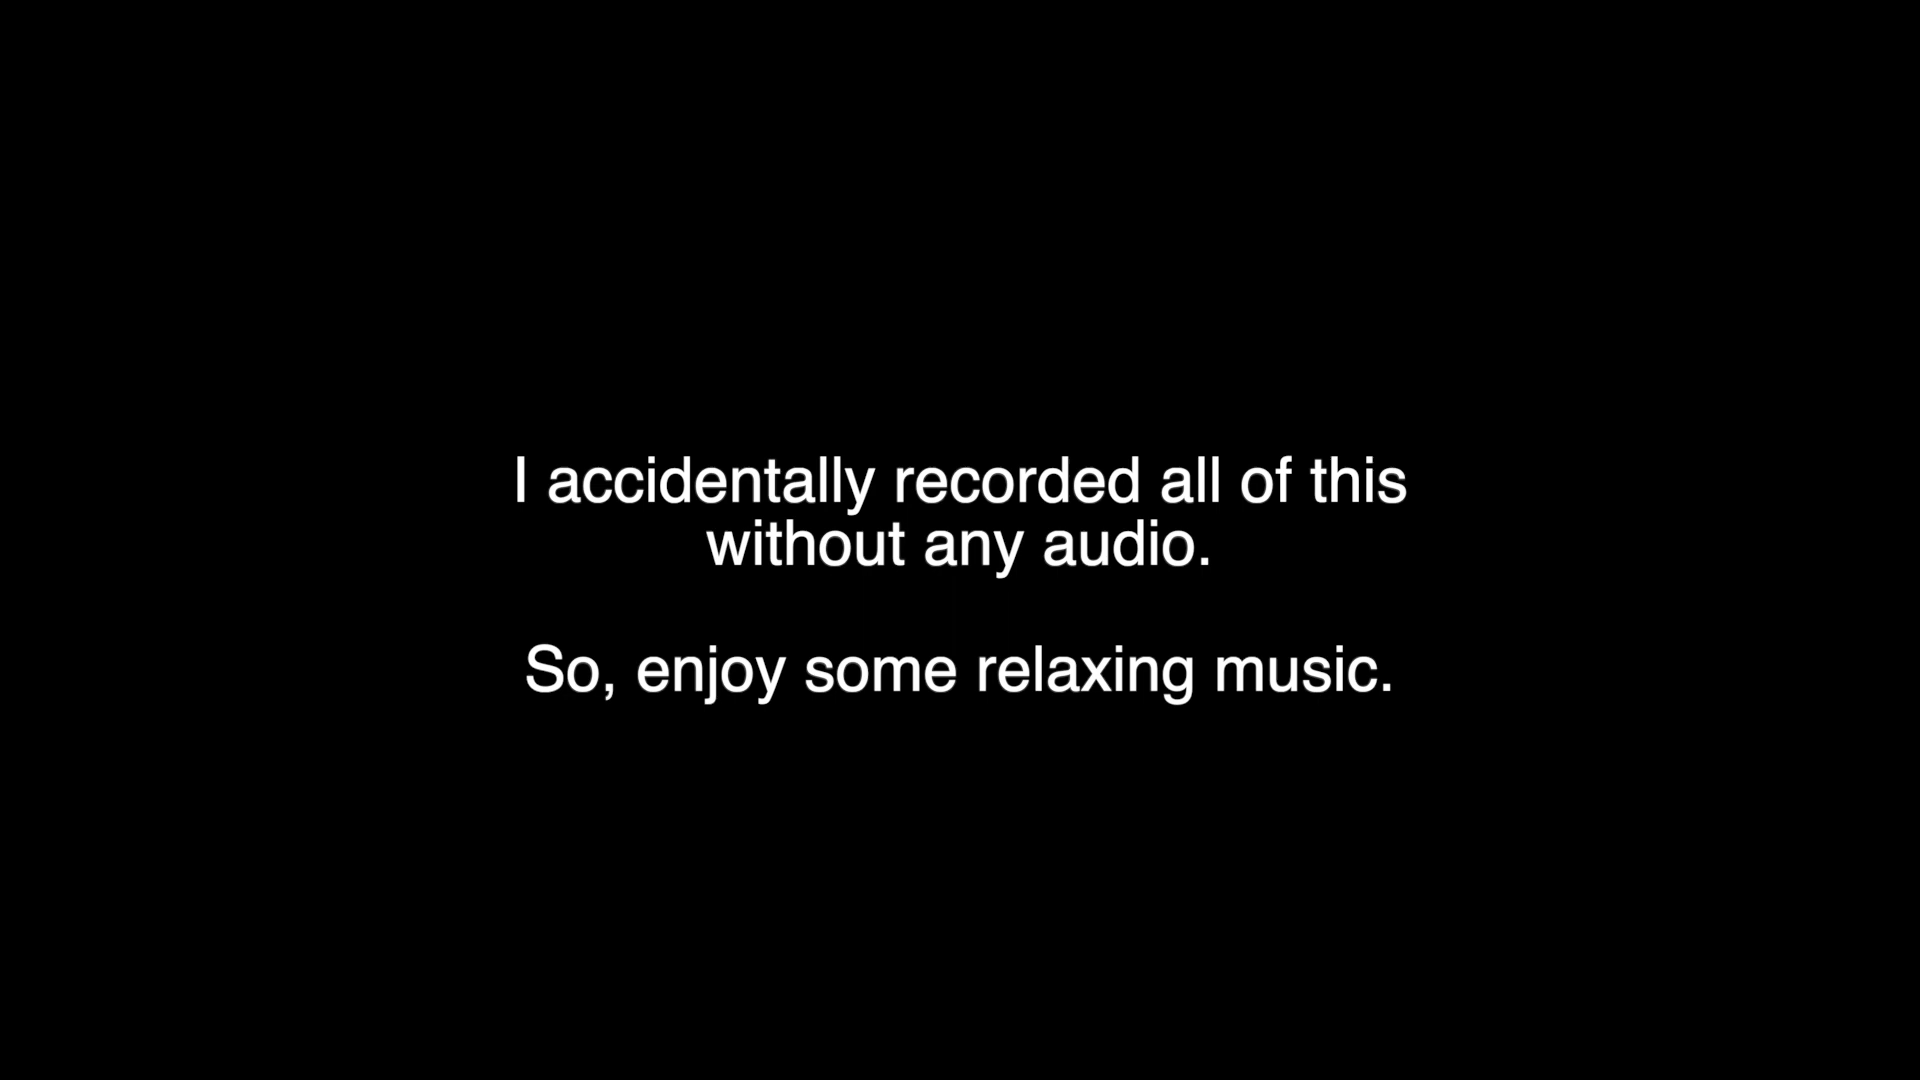 I accidentally recorded all of this
without any audio.
So, enjoy some relaxing music.